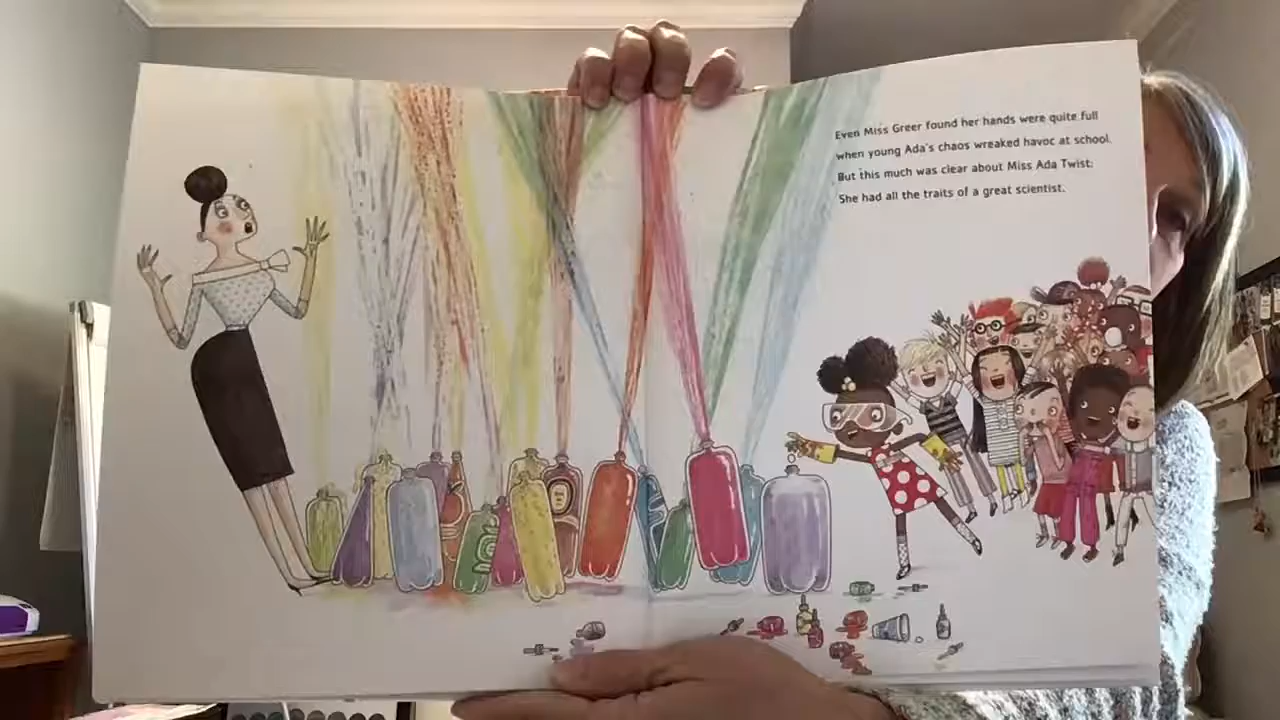 Even Miss Greer found her hands were quite full
when young Ada's chaos wreaked havoc at school.
But this much was clear about Miss Ada Twist:
She had all the traits of a great scientist.